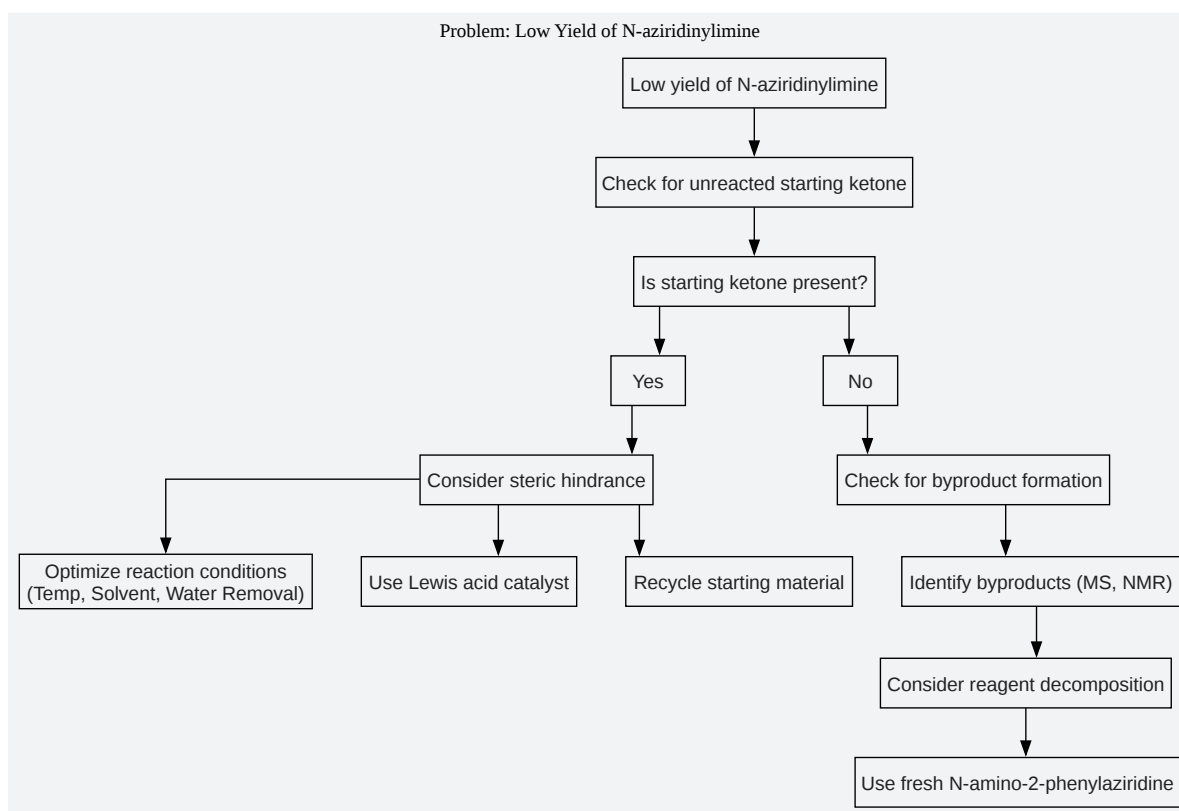 Problem: Low Yield of N-aziridinylimine
Low yield of N-aziridinylimine
Check for unreacted starting ketone
Is starting ketone present?
Yes
No
Consider steric hindrance
Check for byproduct formation
Optimize reaction conditions
(Temp, Solvent, Water Removal)
Use Lewis acid catalyst
Recycle starting material
Identify byproducts (MS, NMR)
Consider reagent decomposition
Use fresh N-amino-2-phenylaziridine